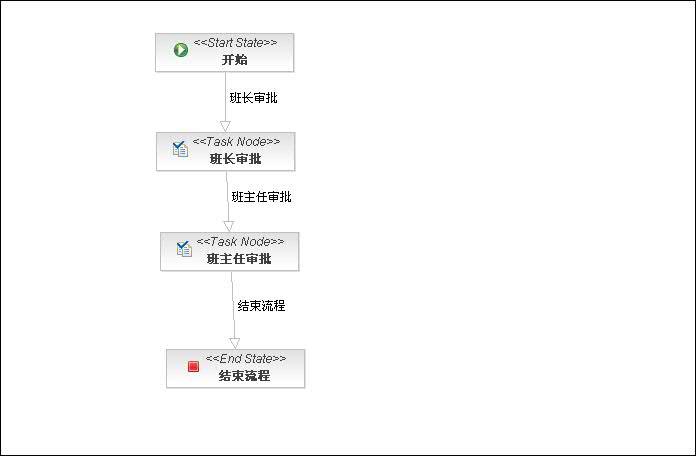 <<Start State>>
开始
班长审批
<<Task Node>>
班长审批
班主任审批
<<Task Node>>
班主任审批
结束流程
<<End State>>
结束流程